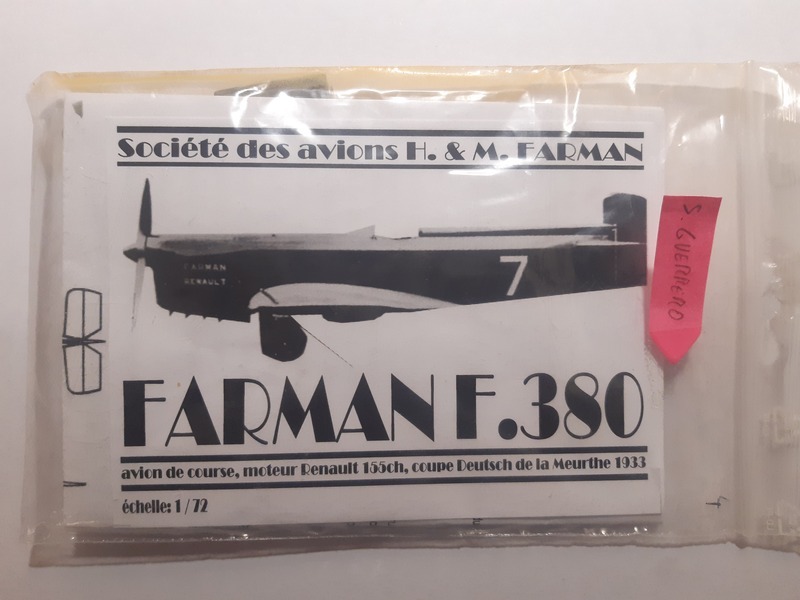 Société des avions H. & M. FARMAN
FARMAN
RENAULT
7
S. GUERRERO
FARMAN F.380
avion de course, moteur Renault 155ch, coupe Deutsch de la Meurthe 1933
échelle: 1/72